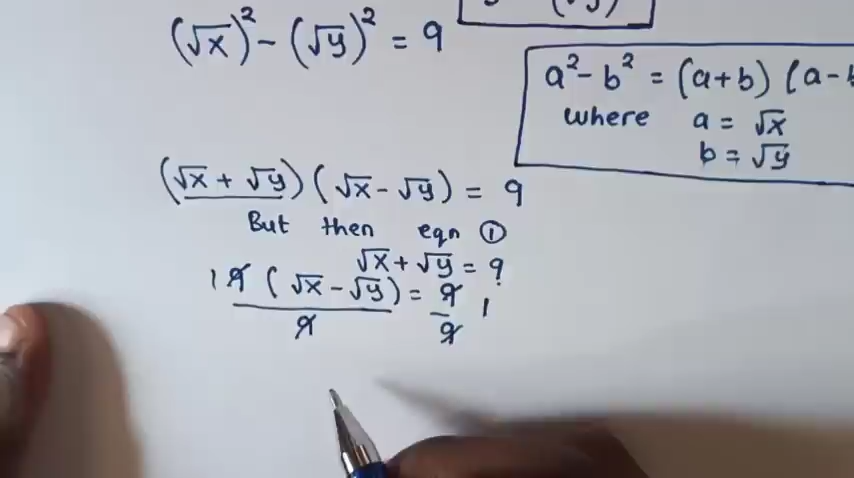 (√x)² - (√y)² = 9
a² - b² = (a+b) (a-b
where a = √x
b = √y
(√x + √y) (√x - √y) = 9
But then eqn ①
√x + √y = 9
1 9 (√x - √y) = 9 1
9 9